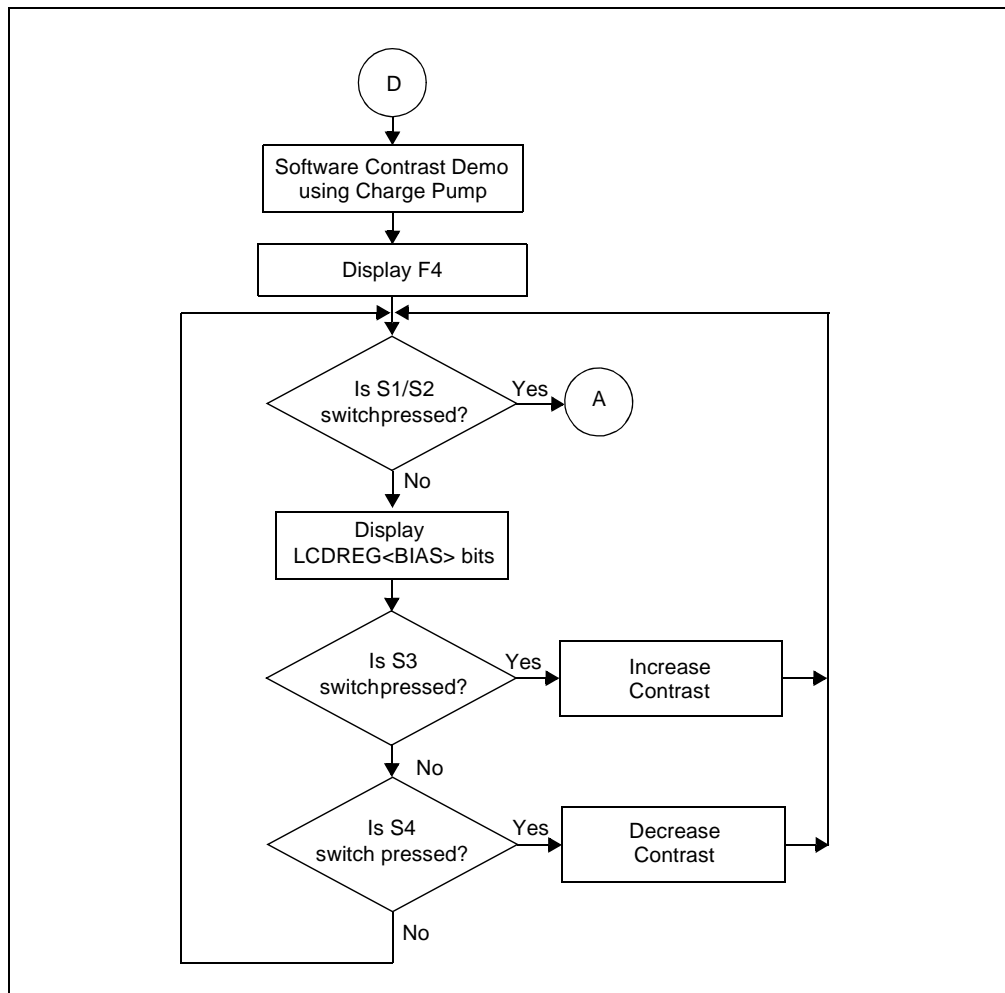 D
Software Contrast Demo
using Charge Pump
Display F4
Is S1/S2
switchpressed?
Yes
A
No
Display
LCDREG<BIAS> bits
Is S3
switchpressed?
Yes
Increase
Contrast
No
Is S4
switch pressed?
Yes
Decrease
Contrast
No